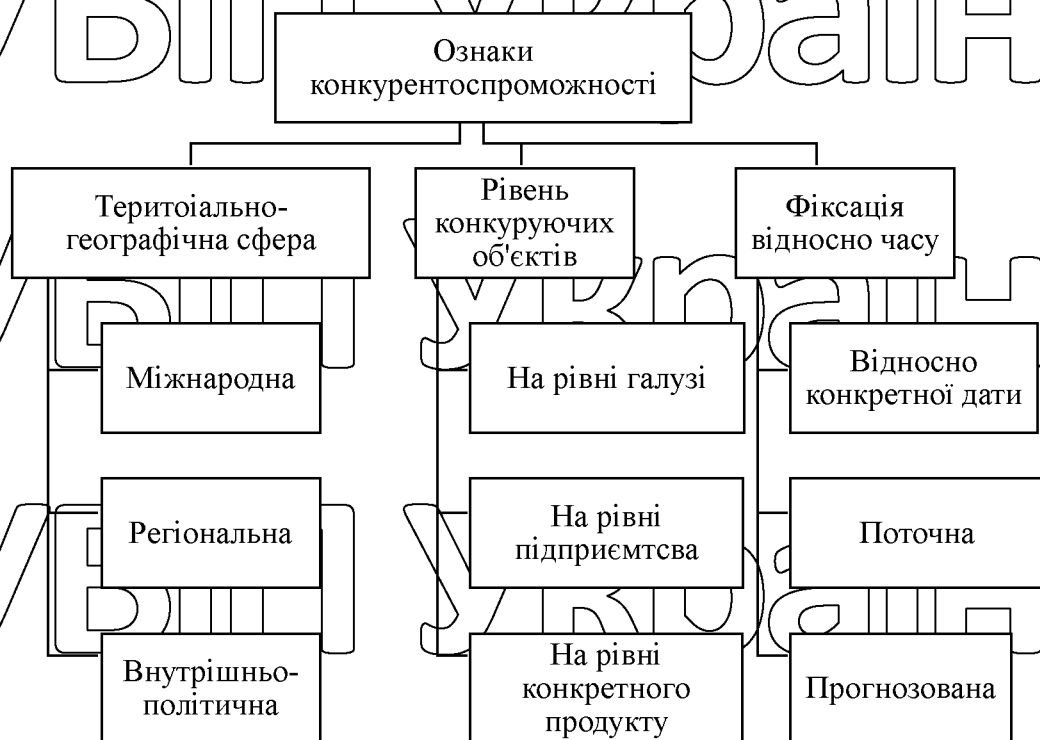 Ознаки
конкурентоспроможності
Теритоіально-
географічна сфера
Рівень
конкуруючих
об'єктів
Фіксація
відносно часу
Міжнародна
На рівні галузі
Відносно
конкретної дати
Регіональна
На рівні
підприємтсва
Поточна
Внутрішньо-
політична
На рівні
конкретного
продукту
Прогнозована